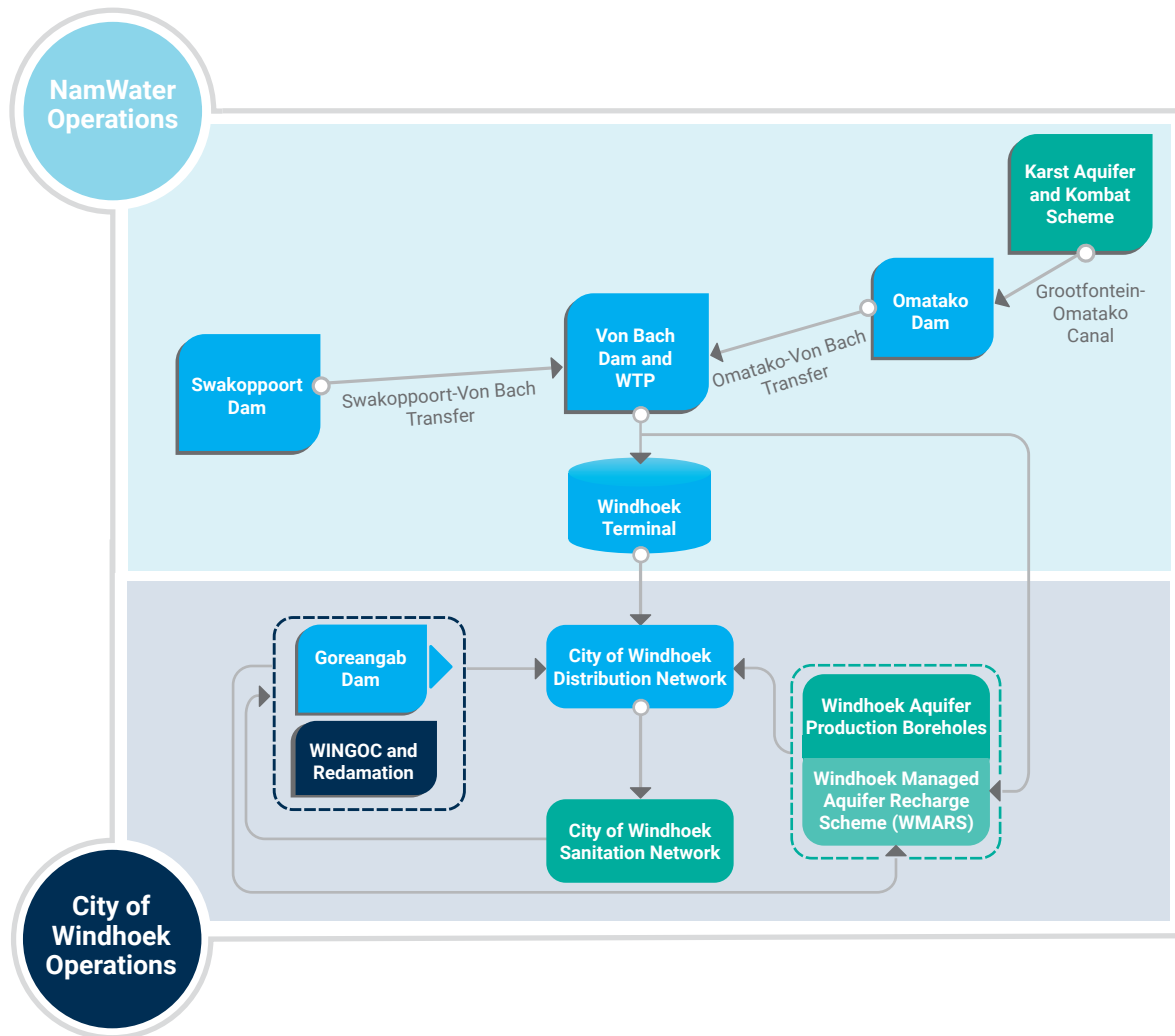 NamWater
Operations
Karst Aquifer
and Kombat
Scheme
Grootfontein-
Omatako
Canal
Omatako
Dam
Omatako-Von Bach
Transfer
Von Bach
Dam and
WTP
Swakoppoort
Dam
Swakoppoort-Von Bach
Transfer
Windhoek
Terminal
Goreangab
Dam
WINGOC and
Redamation
City of Windhoek
Distribution Network
Windhoek Aquifer
Production Boreholes
Windhoek Managed
Aquifer Recharge
Scheme (WMARS)
City of Windhoek
Sanitation Network
City of
Windhoek
Operations